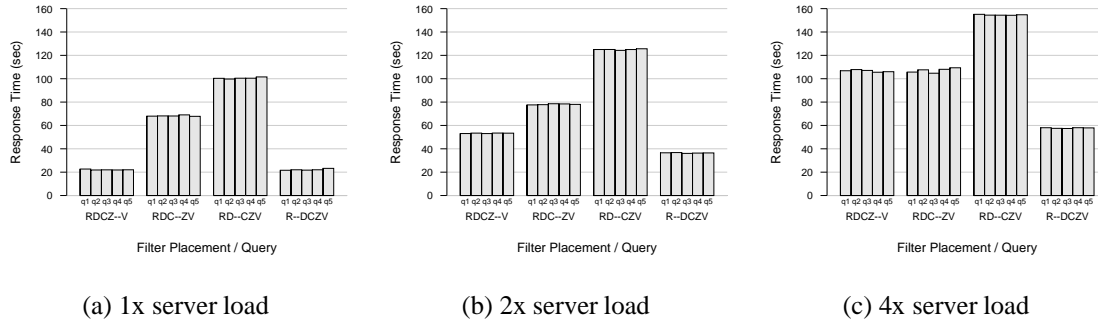 160
140
120
100
80
60
40
20
0
Response Time (sec)
q1 q2 q3 q4 q5 q1 q2 q3 q4 q5 q1 q2 q3 q4 q5 q1 q2 q3 q4 q5
RDCZ--V RDC--ZV RD--CZV R--DCZV
Filter Placement / Query
(a) 1x server load
160
140
120
100
80
60
40
20
0
Response Time (sec)
q1 q2 q3 q4 q5 q1 q2 q3 q4 q5 q1 q2 q3 q4 q5 q1 q2 q3 q4 q5
RDCZ--V RDC--ZV RD--CZV R--DCZV
Filter Placement / Query
(b) 2x server load
160
140
120
100
80
60
40
20
0
Response Time (sec)
q1 q2 q3 q4 q5 q1 q2 q3 q4 q5 q1 q2 q3 q4 q5 q1 q2 q3 q4 q5
RDCZ--V RDC--ZV RD--CZV R--DCZV
Filter Placement / Query
(c) 4x server load